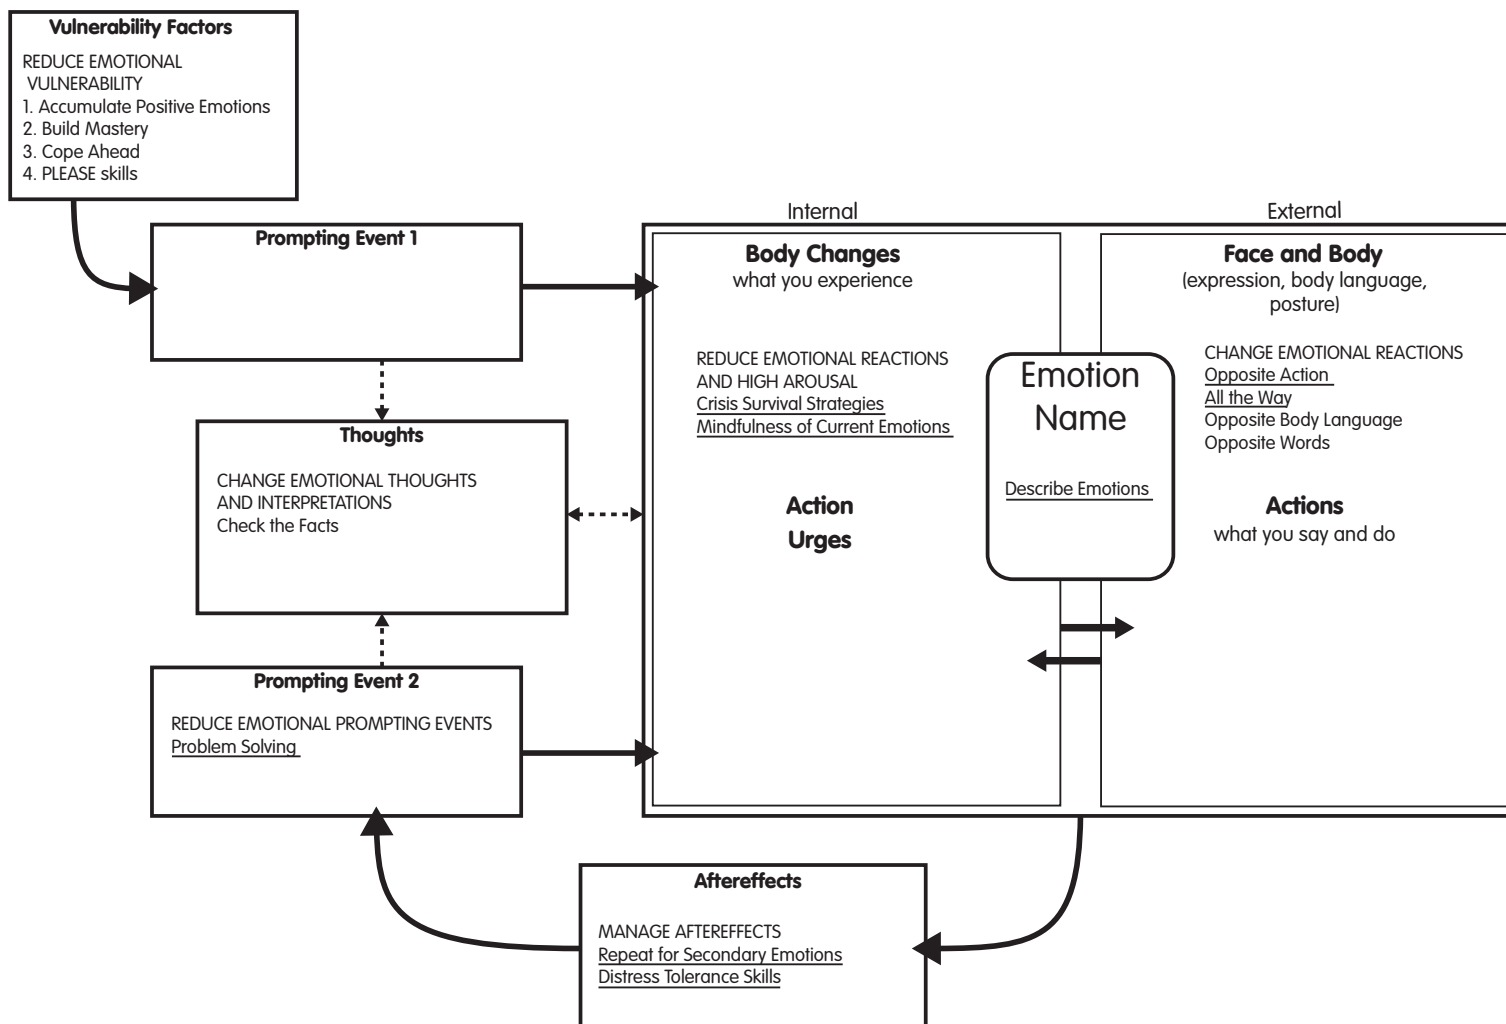 Vulnerability Factors
REDUCE EMOTIONAL
VULNERABILITY
1. Accumulate Positive Emotions
2. Build Mastery
3. Cope Ahead
4. PLEASE skills
Prompting Event 1
Thoughts
CHANGE EMOTIONAL THOUGHTS
AND INTERPRETATIONS
Check the Facts
Prompting Event 2
REDUCE EMOTIONAL PROMPTING EVENTS
Problem Solving
Internal
Body Changes
what you experience
REDUCE EMOTIONAL REACTIONS
AND HIGH AROUSAL
Crisis Survival Strategies
Mindfulness of Current Emotions
Action
Urges
Emotion
Name
Describe Emotions
External
Face and Body
(expression, body language,
posture)
CHANGE EMOTIONAL REACTIONS
Opposite Action
All the Way
Opposite Body Language
Opposite Words
Actions
what you say and do
Aftereffects
MANAGE AFTEREFFECTS
Repeat for Secondary Emotions
Distress Tolerance Skills